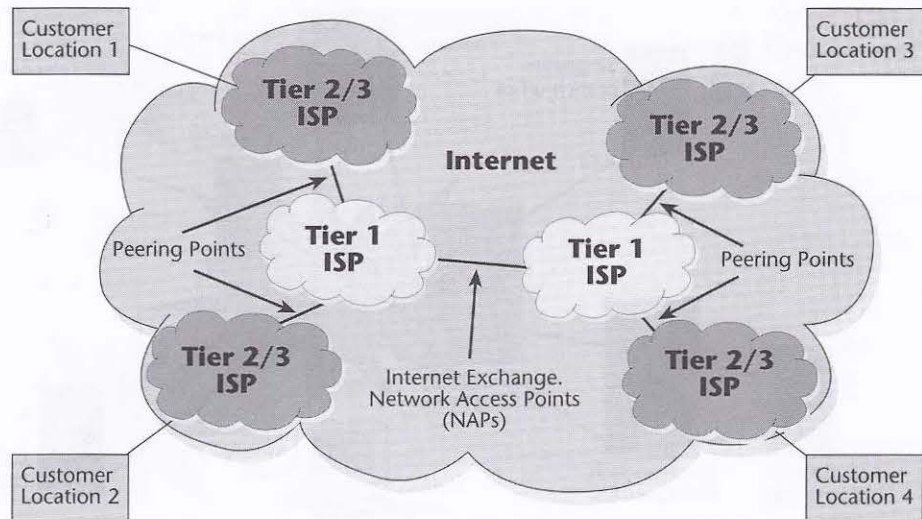 Customer
Location 1
Customer
Location 3
Tier 2/3
ISP
Tier 2/3
ISP
Internet
Peering Points
Tier 1
ISP
Tier 1
ISP
Peering Points
Tier 2/3
ISP
Tier 2/3
ISP
Internet Exchange.
Network Access Points
(NAPs)
Customer
Location 2
Customer
Location 4